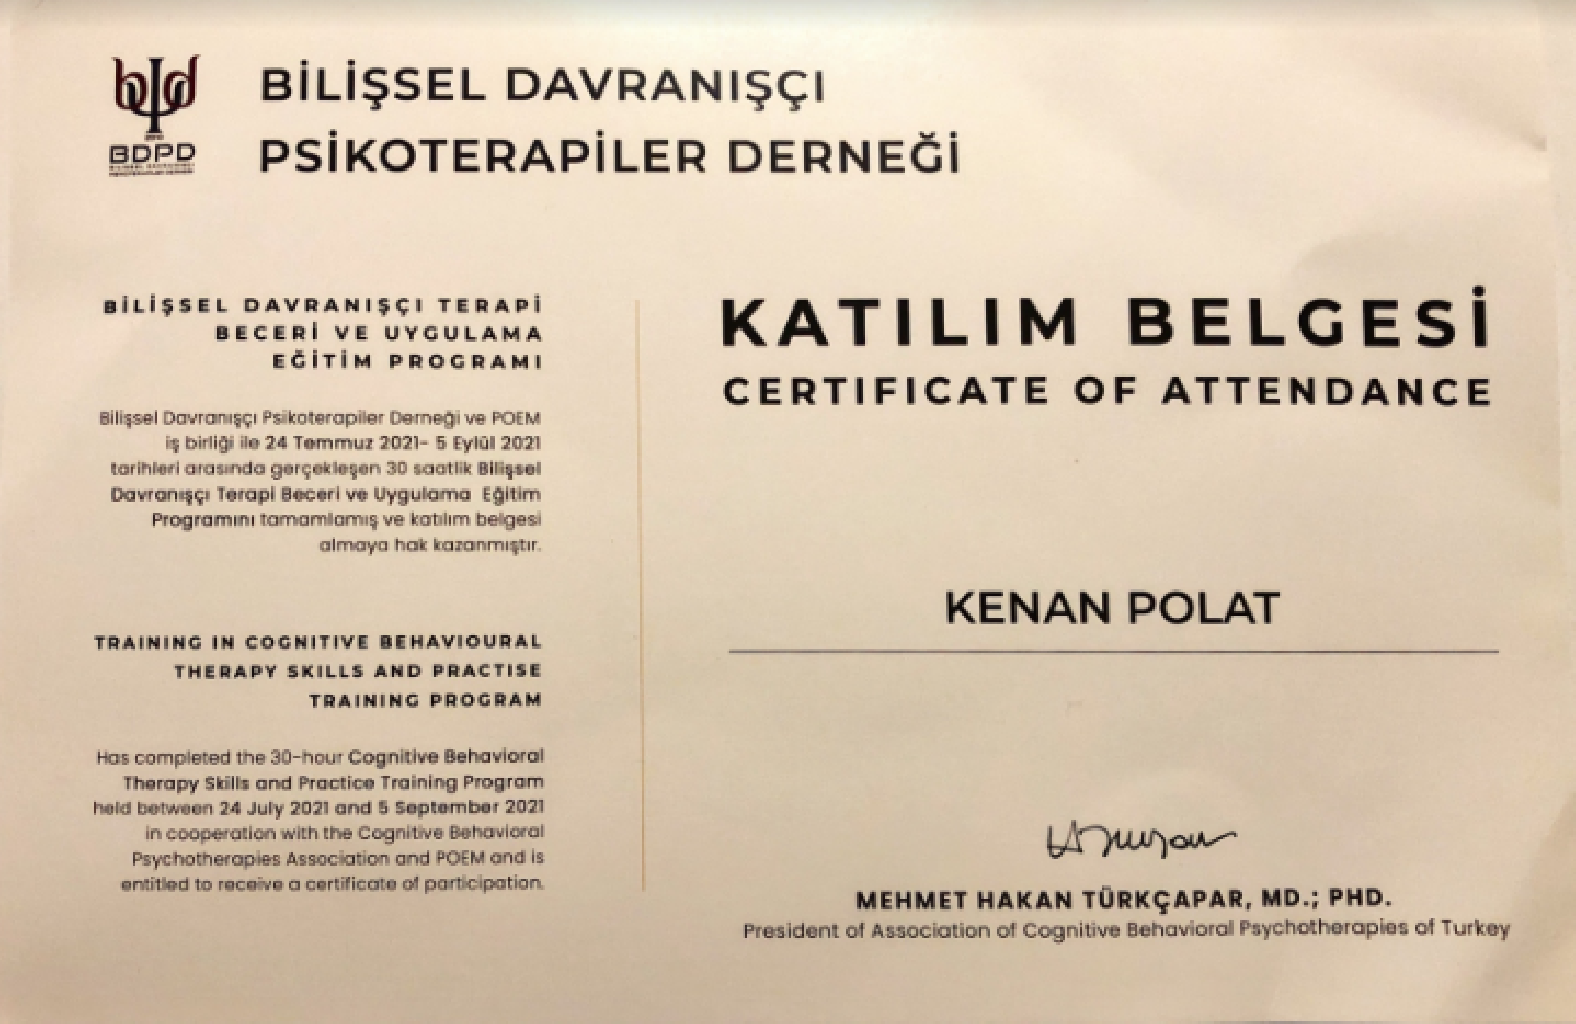 BDPD
BİLİŞSEL DAVRANIŞÇI
PSİKOTERAPİLER DERNEĞİ
BİLİŞSEL DAVRANIŞÇI TERAPİ
BECERİ VE UYGULAMA
EĞİTİM PROGRAMI
Bilişsel Davranışçı Psikoterapiler Derneği ve POEM
iş birliği ile 24 Temmuz 2021- 5 Eylül 2021
tarihleri arasında gerçekleşen 30 saatlik Bilişsel
Davranışçı Terapi Beceri ve Uygulama Eğitim
Programını tamamlamış ve katılım belgesi
almaya hak kazanmıştır.
TRAINING IN COGNITIVE BEHAVIOURAL
THERAPY SKILLS AND PRACTISE
TRAINING PROGRAM
Has completed the 30-hour Cognitive Behavioral
Therapy Skills and Practice Training Program
held between 24 July 2021 and 5 September 2021
in cooperation with the Cognitive Behavioral
Psychotherapies Association and POEM and is
entitled to receive a certificate of participation.
KATILIM BELGESİ
CERTIFICATE OF ATTENDANCE
KENAN POLAT
MEHMET HAKAN TÜRKÇAPAR, MD.; PHD.
President of Association of Cognitive Behavioral Psychotherapies of Turkey